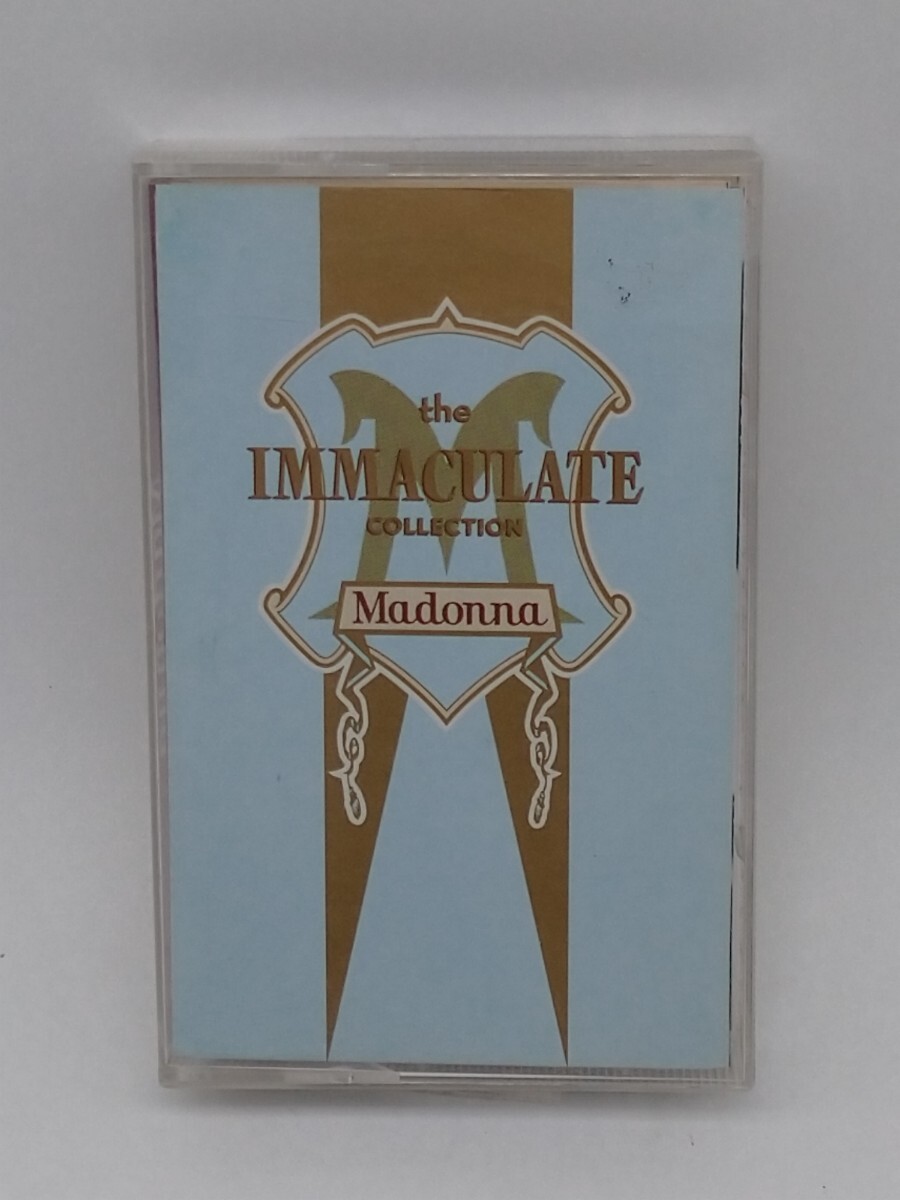 the
IMMACULATE
COLLECTION
Madonna